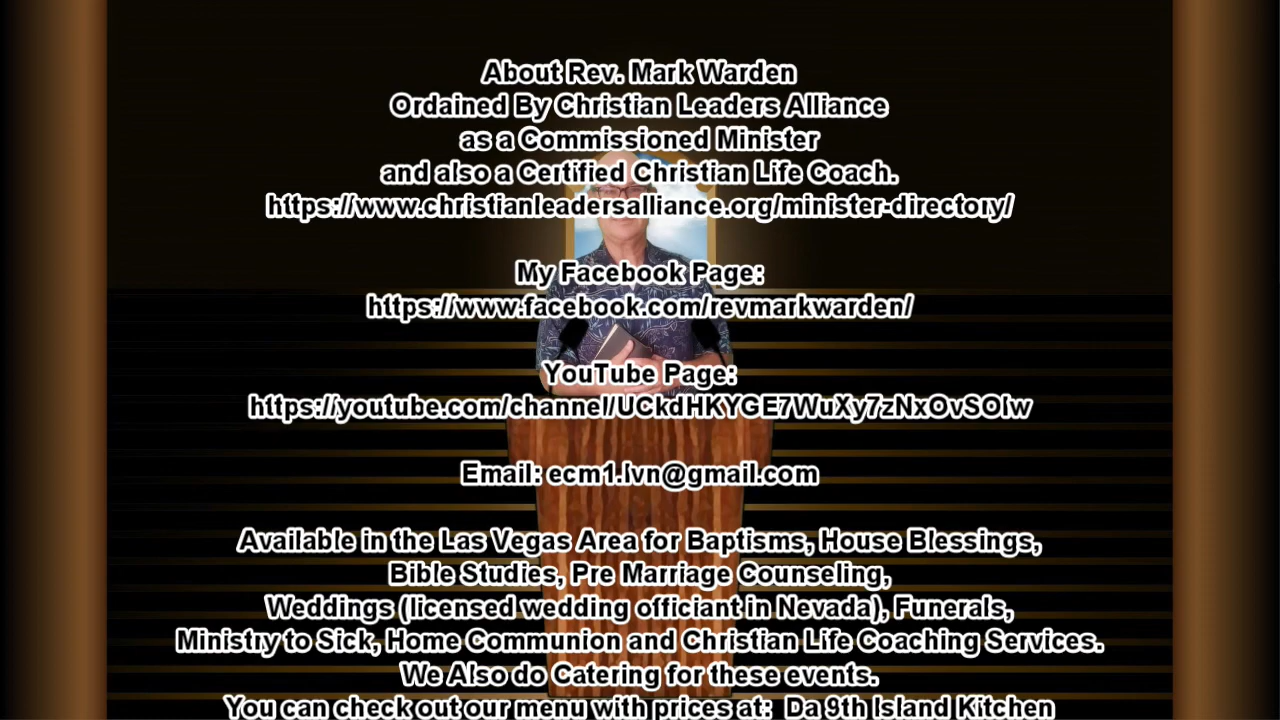 About Rev. Mark Warden
Ordained By Christian Leaders Alliance
as a Commissioned Minister
and also a Certified Christian Life Coach.
https://www.christianleadersalliance.org/minister-directory/
My Facebook Page:
https://www.facebook.com/revmarkwarden/
YouTube Page:
https://youtube.com/channel/UCkdHKYGE7WuXy7zNxOvSOlw
Email: ecm1.lvn@gmail.com
Available in the Las Vegas Area for Baptisms, House Blessings,
Bible Studies, Pre Marriage Counseling,
Weddings (licensed wedding officiant in Nevada), Funerals,
Ministry to Sick, Home Communion and Christian Life Coaching Services.
We Also do Catering for these events.
You can check out our menu with prices at: Da 9th Island Kitchen